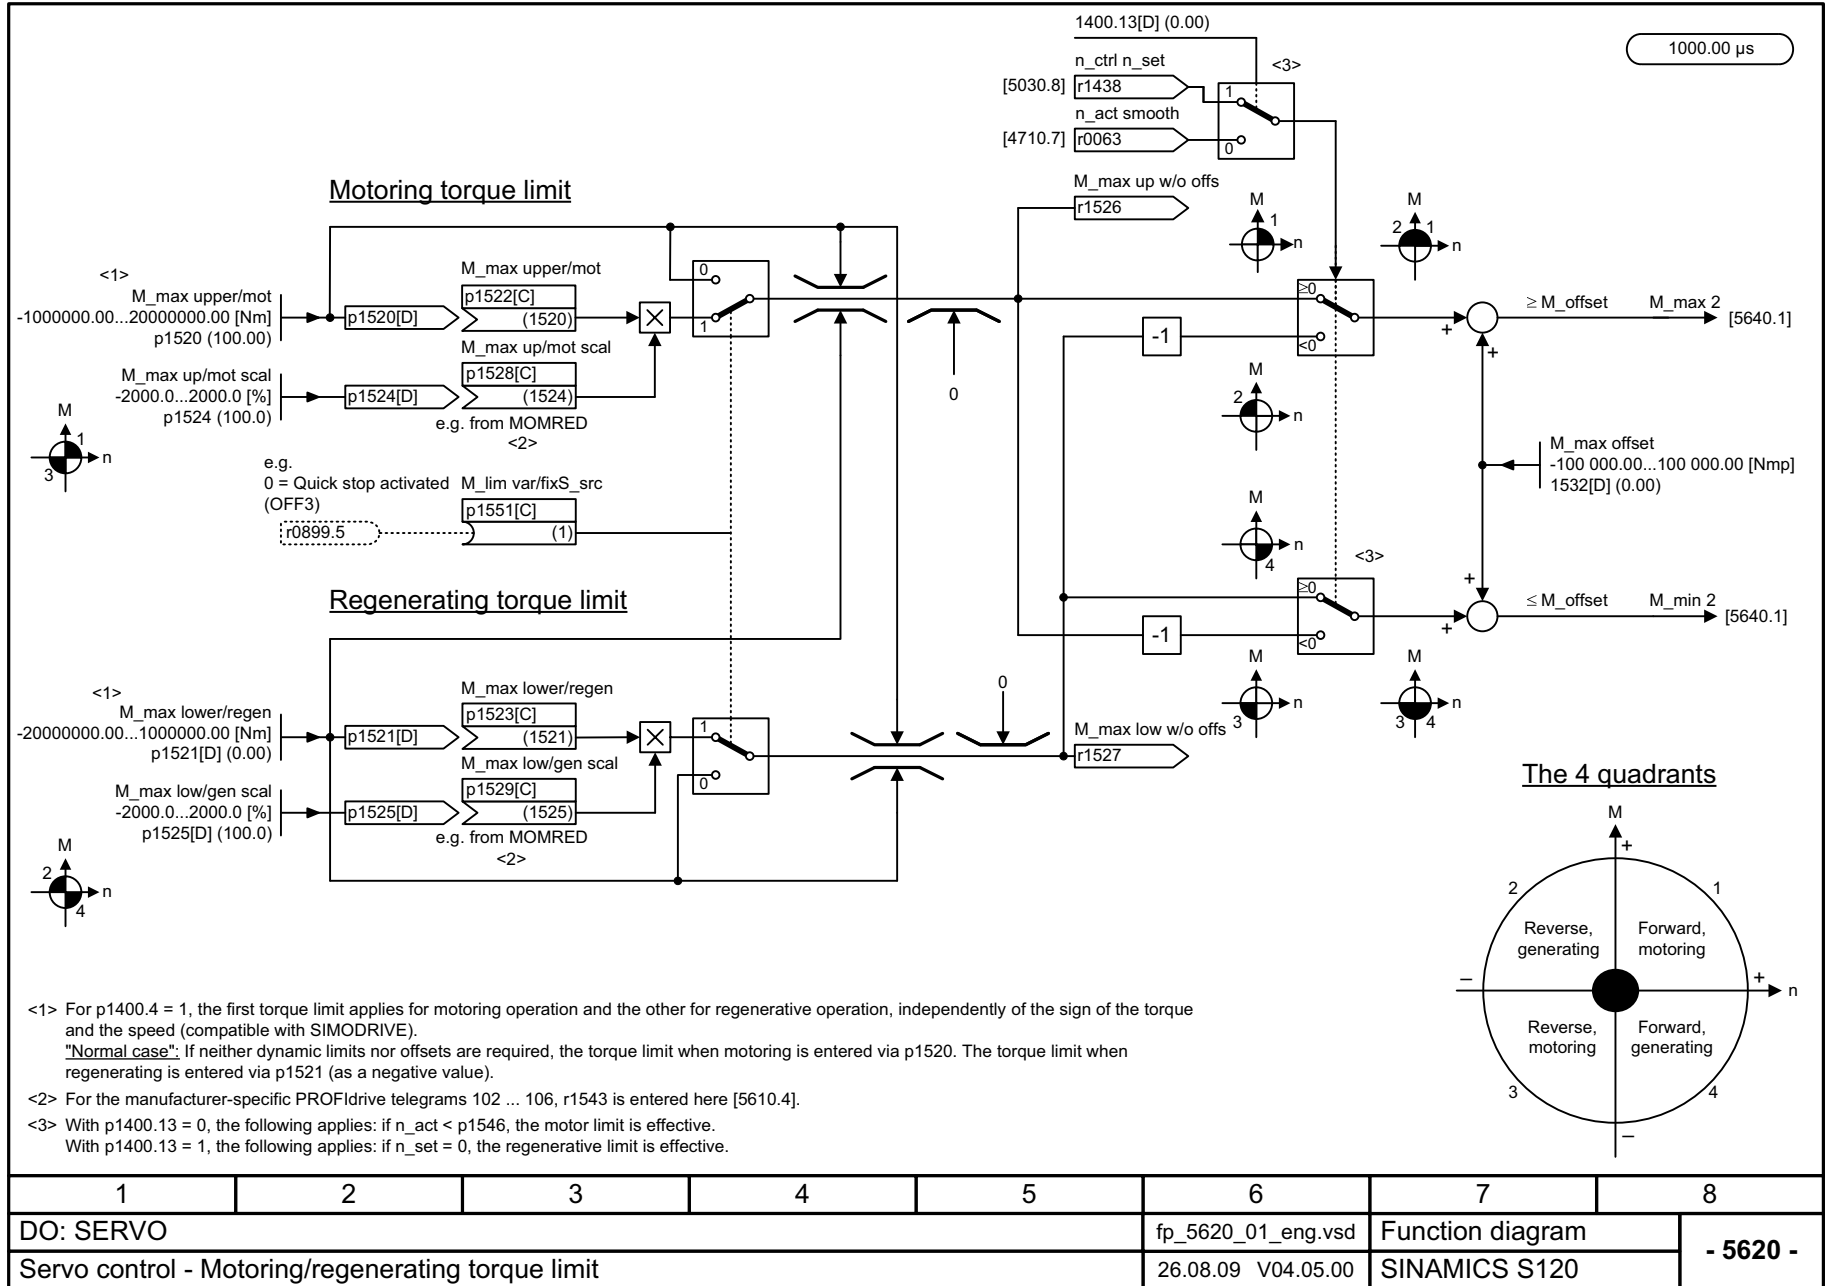 1400.13[D] (0.00)
1000.00 µs
n_ctrl n_set
<3>
[5030.8]
r1438
1
n_act smooth
[4710.7]
r0063
0
Motoring torque limit
M_max up w/o offs
r1526
M
1
n
M
2
1
n
<1>
M_max upper/mot
-1000000.00...20000000.00 [Nm]
p1520 (100.00)
p1520[D]
M_max upper/mot
p1522[C]
(1520)
0
1
≥0
<0
-1
+
+
≥ M_offset
M_max 2
[5640.1]
M_max up/mot scal
-2000.0...2000.0 [%]
p1524 (100.0)
p1524[D]
M_max up/mot scal
p1528[C]
(1524)
e.g. from MOMRED
<2>
0
M
2
n
M
1
3
n
M_max offset
-100 000.00...100 000.00 [Nmp]
1532[D] (0.00)
e.g.
0 = Quick stop activated
(OFF3)
r0899.5
M_lim var/fixS_src
p1551[C]
(1)
M
4
n
<3>
Regenerating torque limit
≥0
<0
-1
+
+
≤ M_offset
M_min 2
[5640.1]
M
3
n
M
3
4
n
<1>
M_max lower/regen
-20000000.00...1000000.00 [Nm]
p1521[D] (0.00)
p1521[D]
M_max lower/regen
p1523[C]
(1521)
1
0
0
M_max low w/o offs
r1527
M_max low/gen scal
-2000.0...2000.0 [%]
p1525[D] (100.0)
p1525[D]
M_max low/gen scal
p1529[C]
(1525)
e.g. from MOMRED
<2>
M
2
4
n
The 4 quadrants
M
+
2
1
Reverse,
generating
Forward,
motoring
–
+
n
Reverse,
motoring
Forward,
generating
3
4
–
<1> For p1400.4 = 1, the first torque limit applies for motoring operation and the other for regenerative operation, independently of the sign of the torque
and the speed (compatible with SIMODRIVE).
"Normal case": If neither dynamic limits nor offsets are required, the torque limit when motoring is entered via p1520. The torque limit when
regenerating is entered via p1521 (as a negative value).
<2> For the manufacturer-specific PROFIdrive telegrams 102 ... 106, r1543 is entered here [5610.4].
<3> With p1400.13 = 0, the following applies: if n_act < p1546, the motor limit is effective.
With p1400.13 = 1, the following applies: if n_set = 0, the regenerative limit is effective.
1 2 3 4 5 6 7 8
DO: SERVO
fp_5620_01_eng.vsd
Function diagram
- 5620 -
Servo control - Motoring/regenerating torque limit
26.08.09 V04.05.00
SINAMICS S120